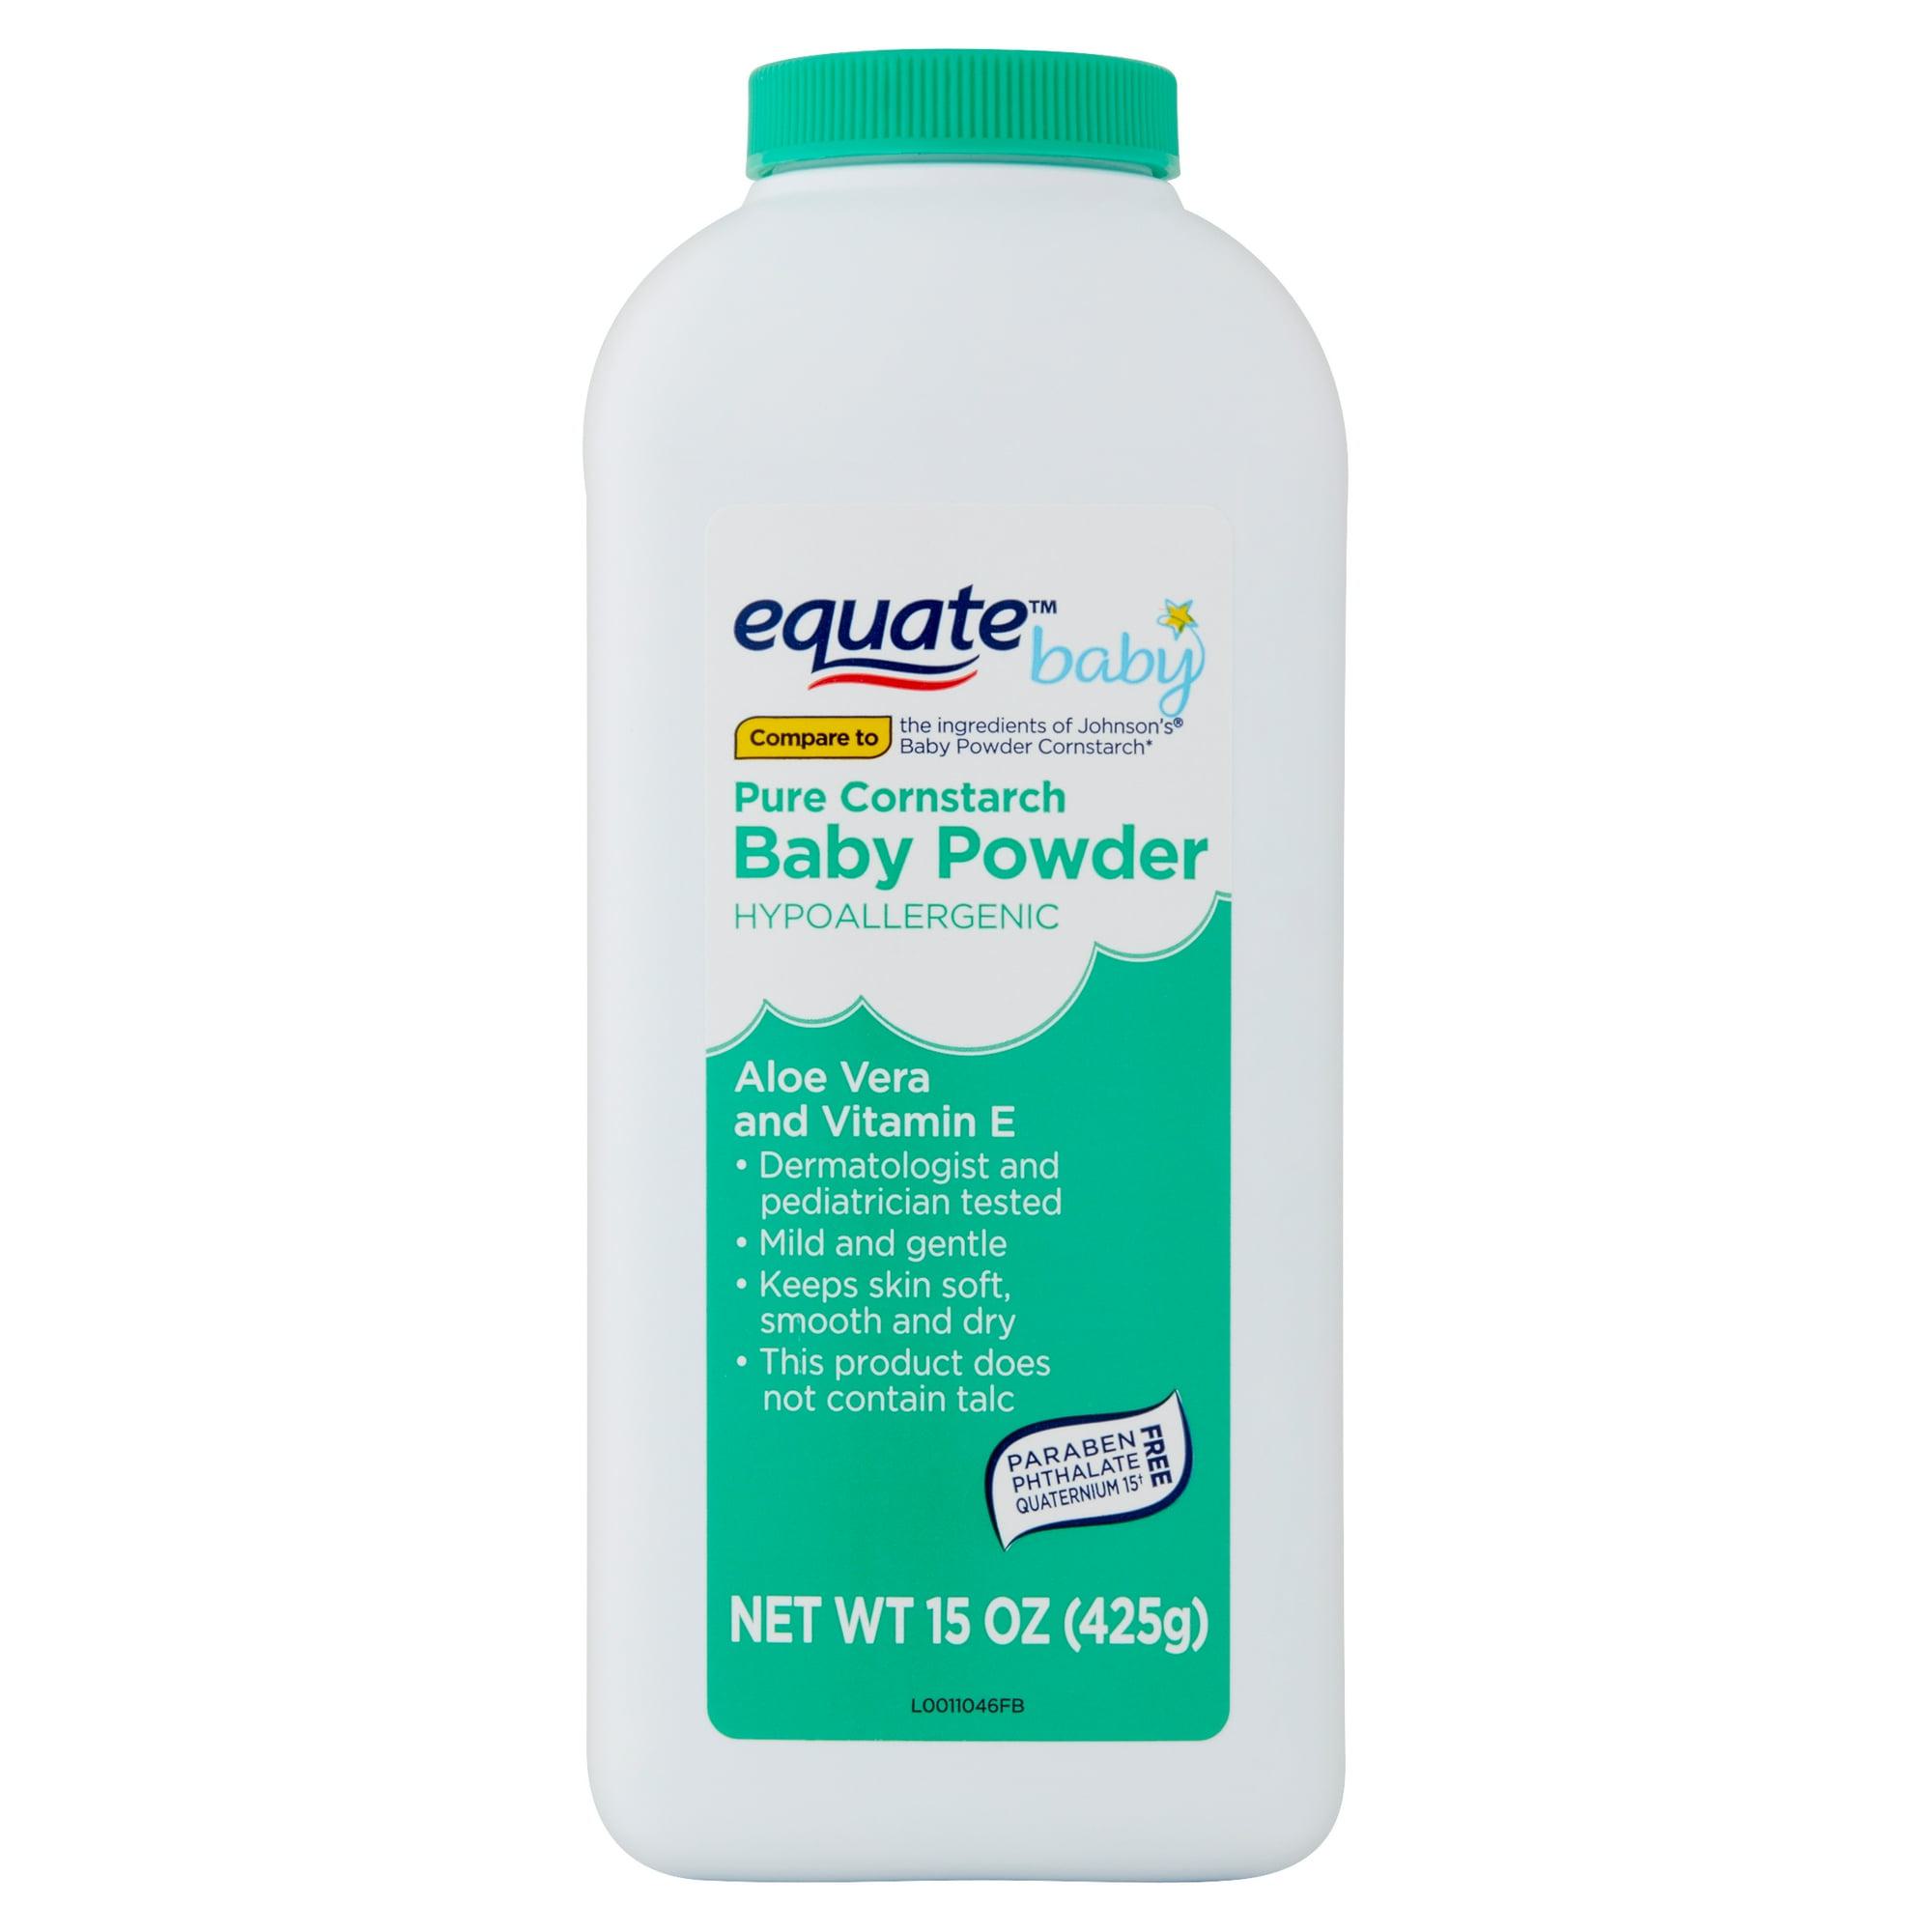 equate™ baby
Compare to
the ingredients of Johnson's®
Baby Powder Cornstarch*
Pure Cornstarch
Baby Powder
HYPOALLERGENIC
Aloe Vera
and Vitamin E
• Dermatologist and
pediatrician tested
• Mild and gentle
• Keeps skin soft,
smooth and dry
• This product does
not contain talc
PARABEN
PHTHALATE
QUATERNIUM 15†
FREE
NET WT 15 OZ (425g)
L0011046FB